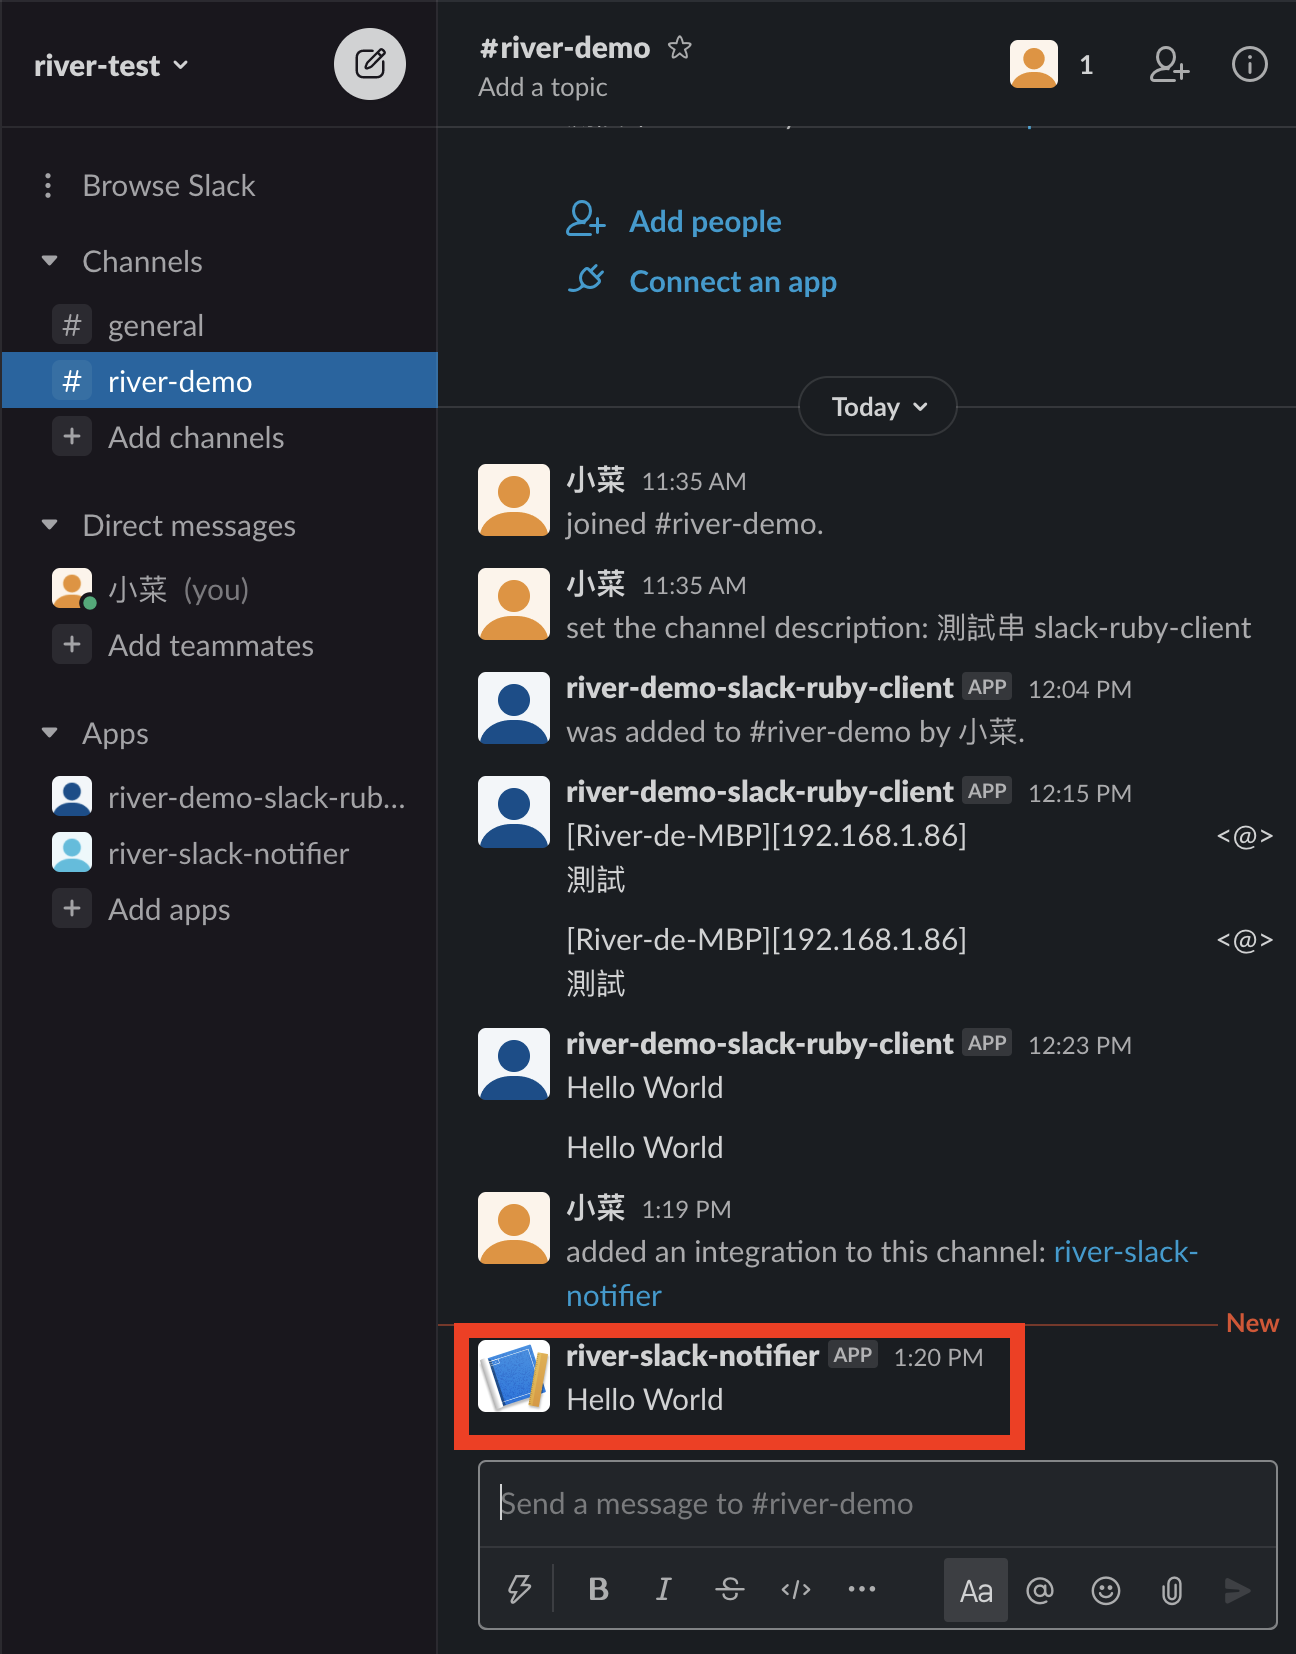 river-test
Browse Slack
Channels
# general
# river-demo
+ Add channels
Direct messages
小菜 (you)
+ Add teammates
Apps
river-demo-slack-rub...
river-slack-notifier
+ Add apps
#river-demo
Add a topic
1
Add people
Connect an app
Today
小菜 11:35 AM
joined #river-demo.
小菜 11:35 AM
set the channel description: 測試串 slack-ruby-client
river-demo-slack-ruby-client APP 12:04 PM
was added to #river-demo by 小菜.
river-demo-slack-ruby-client APP 12:15 PM
[River-de-MBP][192.168.1.86] <@>
測試
[River-de-MBP][192.168.1.86] <@>
測試
river-demo-slack-ruby-client APP 12:23 PM
Hello World
Hello World
小菜 1:19 PM
added an integration to this channel: river-slack-
notifier
New
river-slack-notifier APP 1:20 PM
Hello World
Send a message to #river-demo
B I S </> ... Aa @